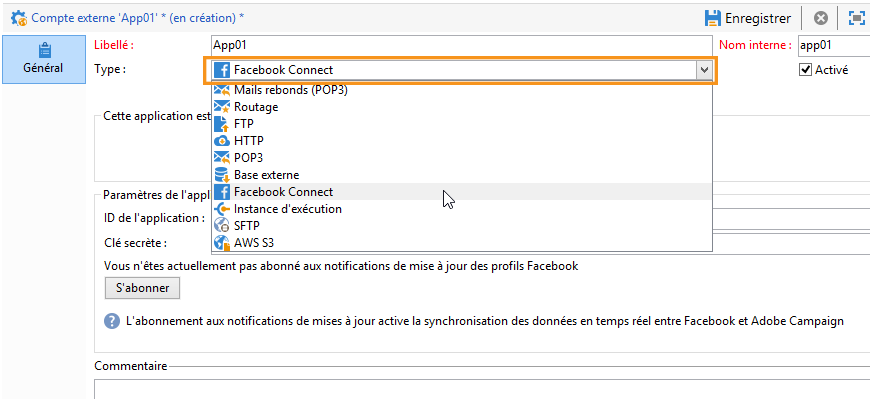 Compte externe 'App01' * (en création) *
Enregistrer
Général
Libellé :
App01
Nom interne :
app01
Type :
Facebook Connect
Activé
Mails rebonds (POP3)
Routage
Cette application est
FTP
HTTP
POP3
Base externe
Paramètres de l'appl
Facebook Connect
ID de l'application :
Instance d'exécution
SFTP
Clé secrète :
AWS S3
Vous n'êtes actuellement pas abonné aux notifications de mise à jour des profils Facebook
S'abonner
L'abonnement aux notifications de mises à jour active la synchronisation des données en temps réel entre Facebook et Adobe Campaign
Commentaire